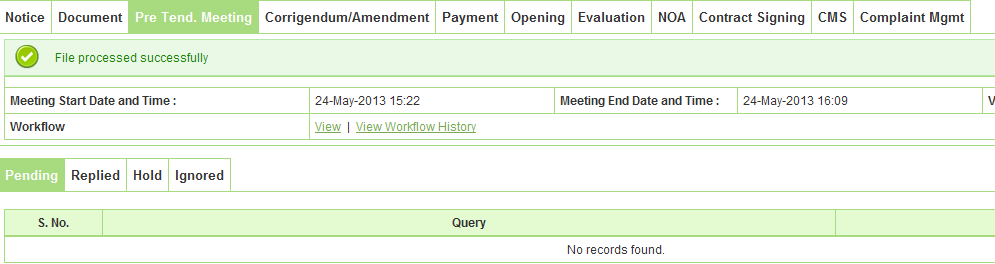 Notice Document Pre Tend. Meeting Corrigendum/Amendment Payment Opening Evaluation NOA Contract Signing CMS Complaint Mgmt
File processed successfully
Meeting Start Date and Time : 24-May-2013 15:22 Meeting End Date and Time : 24-May-2013 16:09 V
Workflow View | View Workflow History
Pending Replied Hold Ignored
S. No. Query
No records found.